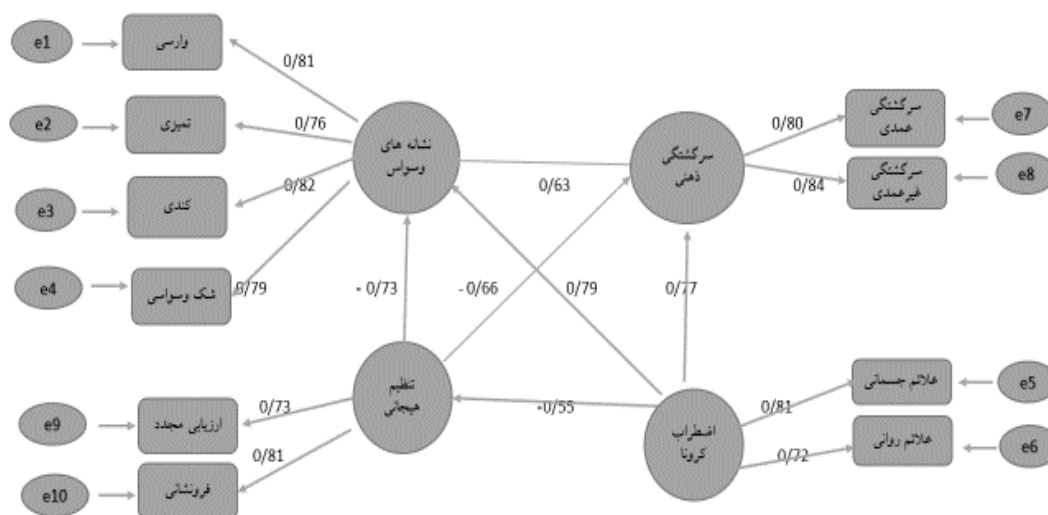 e1
وارسی
0/81
e2
تمیزی
0/76
e3
کندی
0/82
e4
شک وسواسی
0/79
نشانه های
وسواس
0/63
سرگشتگی
ذهنی
0/80
سرگشتگی
عمدی
e7
0/84
سرگشتگی
غیرعمدی
e8
- 0/73
- 0/66
0/79
0/77
تنظیم
هیجانی
-0/55
اضطراب
کرونا
0/81
علائم جسمانی
e5
0/72
علائم روانی
e6
e9
ارزیابی مجدد
0/73
e10
فرونشانی
0/81